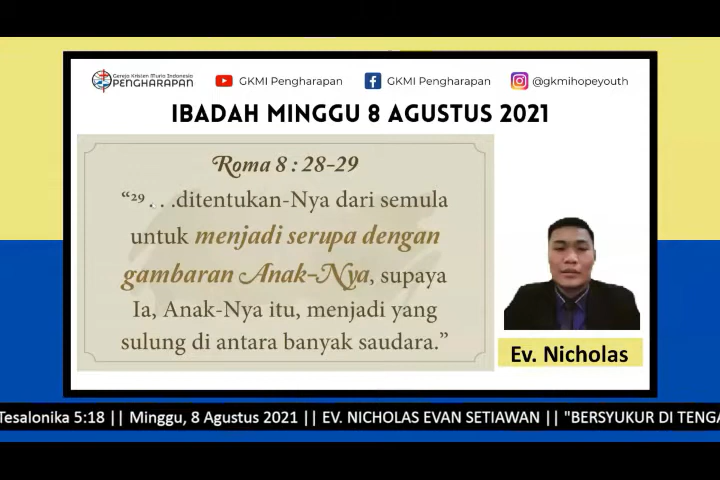 Gereja Kristen Muria Indonesia
PENGHARAPAN
GKMI Pengharapan
GKMI Pengharapan
@gkmihopeyouth
IBADAH MINGGU 8 AGUSTUS 2021
Roma 8 : 28-29
“29 . . .ditentukan-Nya dari semula
untuk menjadi serupa dengan
gambaran Anak-Nya, supaya
Ia, Anak-Nya itu, menjadi yang
sulung di antara banyak saudara.”
Ev. Nicholas
Tesalonika 5:18 || Minggu, 8 Agustus 2021 || EV. NICHOLAS EVAN SETIAWAN || "BERSYUKUR DI TENGA